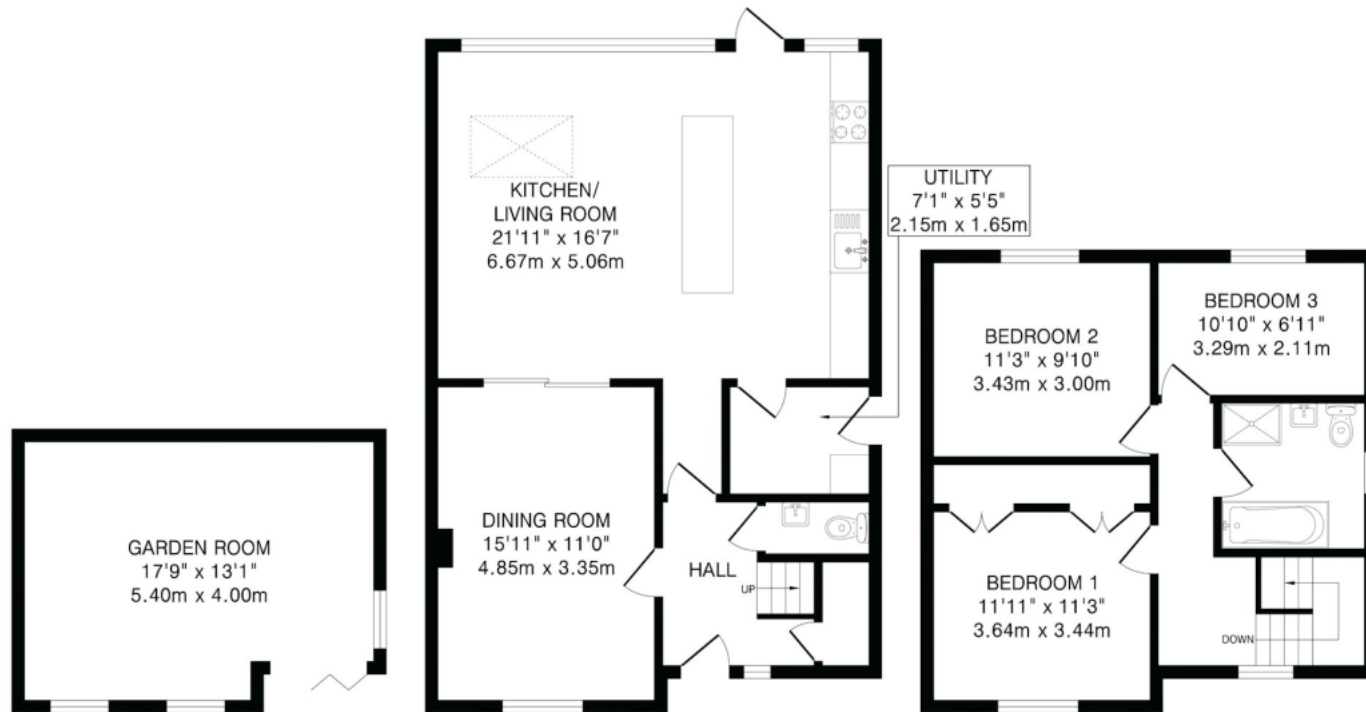 UTILITY
7'1" x 5'5"
2.15m x 1.65m
KITCHEN/
LIVING ROOM
21'11" x 16'7"
6.67m x 5.06m
BEDROOM 2
11'3" x 9'10"
3.43m x 3.00m
BEDROOM 3
10'10" x 6'11"
3.29m x 2.11m
GARDEN ROOM
17'9" x 13'1"
5.40m x 4.00m
DINING ROOM
15'11" x 11'0"
4.85m x 3.35m
HALL
UP
BEDROOM 1
11'11" x 11'3"
3.64m x 3.44m
DOWN